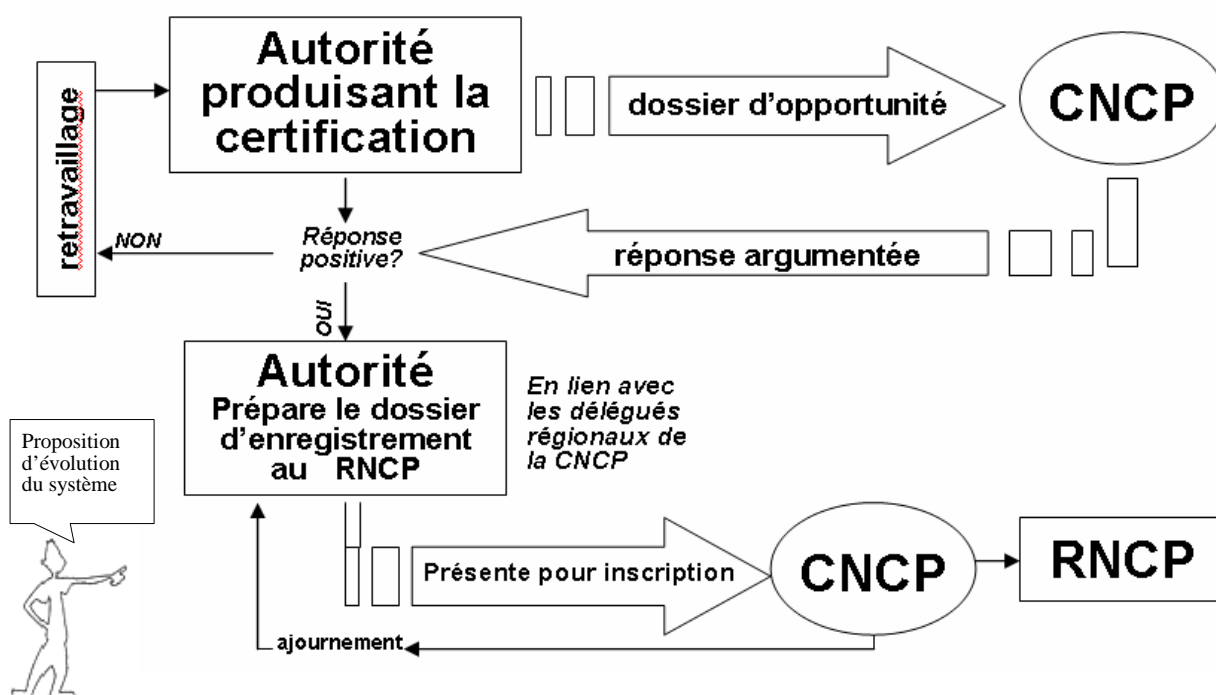 Autorité
produisant la
certification
dossier d'opportunité
CNCP
retravaillage
NON
Réponse
positive?
réponse argumentée
OUI
Autorité
Prépare le dossier
d'enregistrement
au RNCP
En lien avec
les délégués
régionaux de
la CNCP
Proposition
d'évolution
du système
Présente pour inscription
CNCP
RNCP
ajournement